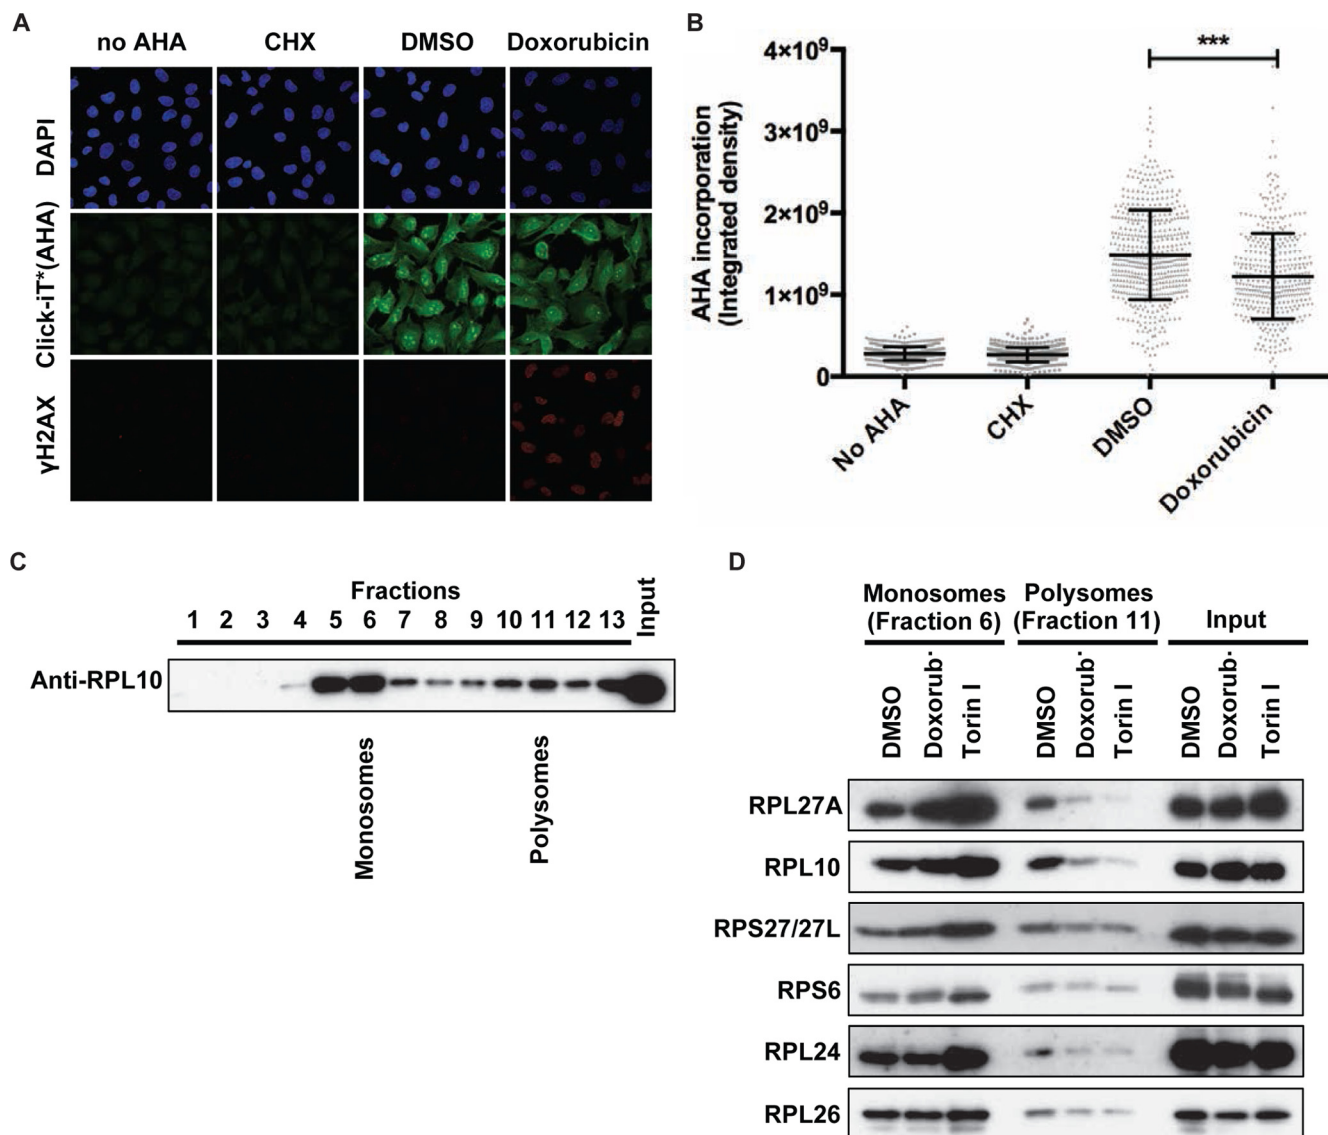 A
no AHA CHX DMSO Doxorubicin
DAPI
Click-iT*(AHA)
γH2AX
B
AHA incorporation
(Integrated density)
4×10⁹
3×10⁹
2×10⁹
1×10⁹
0
***
No AHA
CHX
DMSO
Doxorubicin
C
Fractions
1 2 3 4 5 6 7 8 9 10 11 12 13 Input
Anti-RPL10
Monosomes
Polysomes
D
Monosomes Polysomes
(Fraction 6) (Fraction 11) Input
DMSO Doxorub. Torin I DMSO Doxorub. Torin I DMSO Doxorub. Torin I
RPL27A
RPL10
RPS27/27L
RPS6
RPL24
RPL26